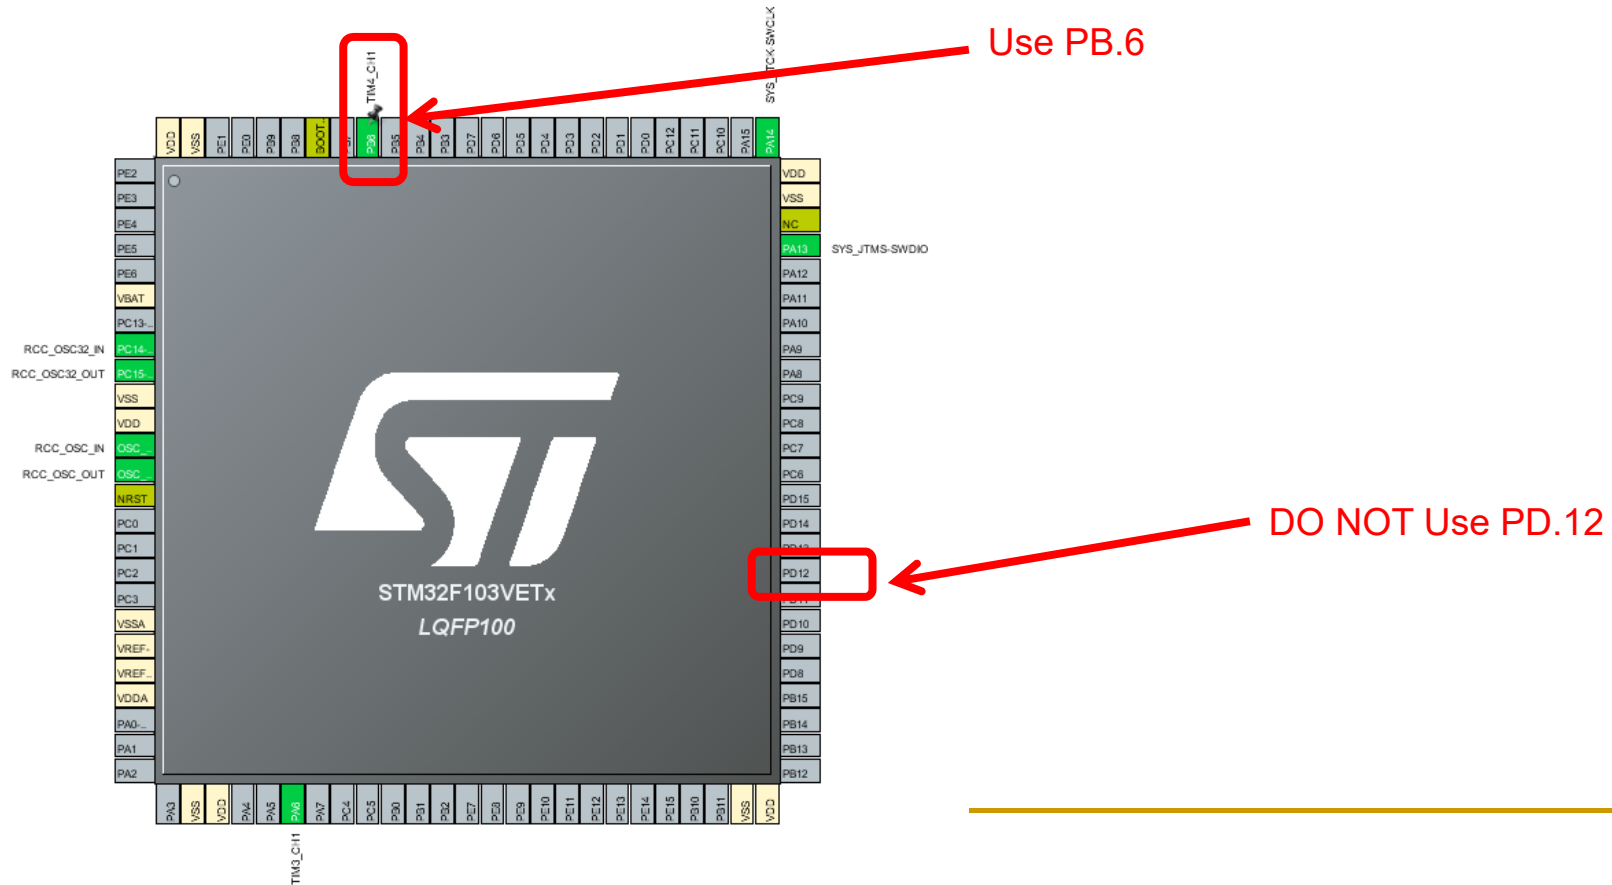 Use PB.6
DO NOT Use PD.12
TIM4_CH1
VDD
VSS
PE1
PE0
PB9
PB8
BOOT..
PB6
PB5
PB4
PB3
PD7
PD6
PD5
PD4
PD3
PD2
PD1
PD0
PC12
PC11
PC10
PA15
PA14
PE2
PE3
PE4
PE5
PE6
VBAT
PC13-..
RCC_OSC32_IN PC14-..
RCC_OSC32_OUT PC15-..
VSS
VDD
RCC_OSC_IN OSC_..
RCC_OSC_OUT OSC_..
NRST
PC0
PC1
PC2
PC3
VSSA
VREF-
VREF..
VDDA
PA0-..
PA1
PA2
STM32F103VETx
LQFP100
VDD
VSS
NC
PA13 SYS_JTMS-SWDIO
PA12
PA11
PA10
PA9
PA8
PC9
PC8
PC7
PC6
PD15
PD14
PD12
PD10
PD9
PD8
PB15
PB14
PB13
PB12
PA3
VSS
VDD
PA4
PA5
PA6
PA7
PC4
PC5
PB0
PB1
PB2
PE7
PE8
PE9
PE10
PE11
PE12
PE13
PE14
PE15
PB10
PB11
VSS
VDD
TIM3_CH1